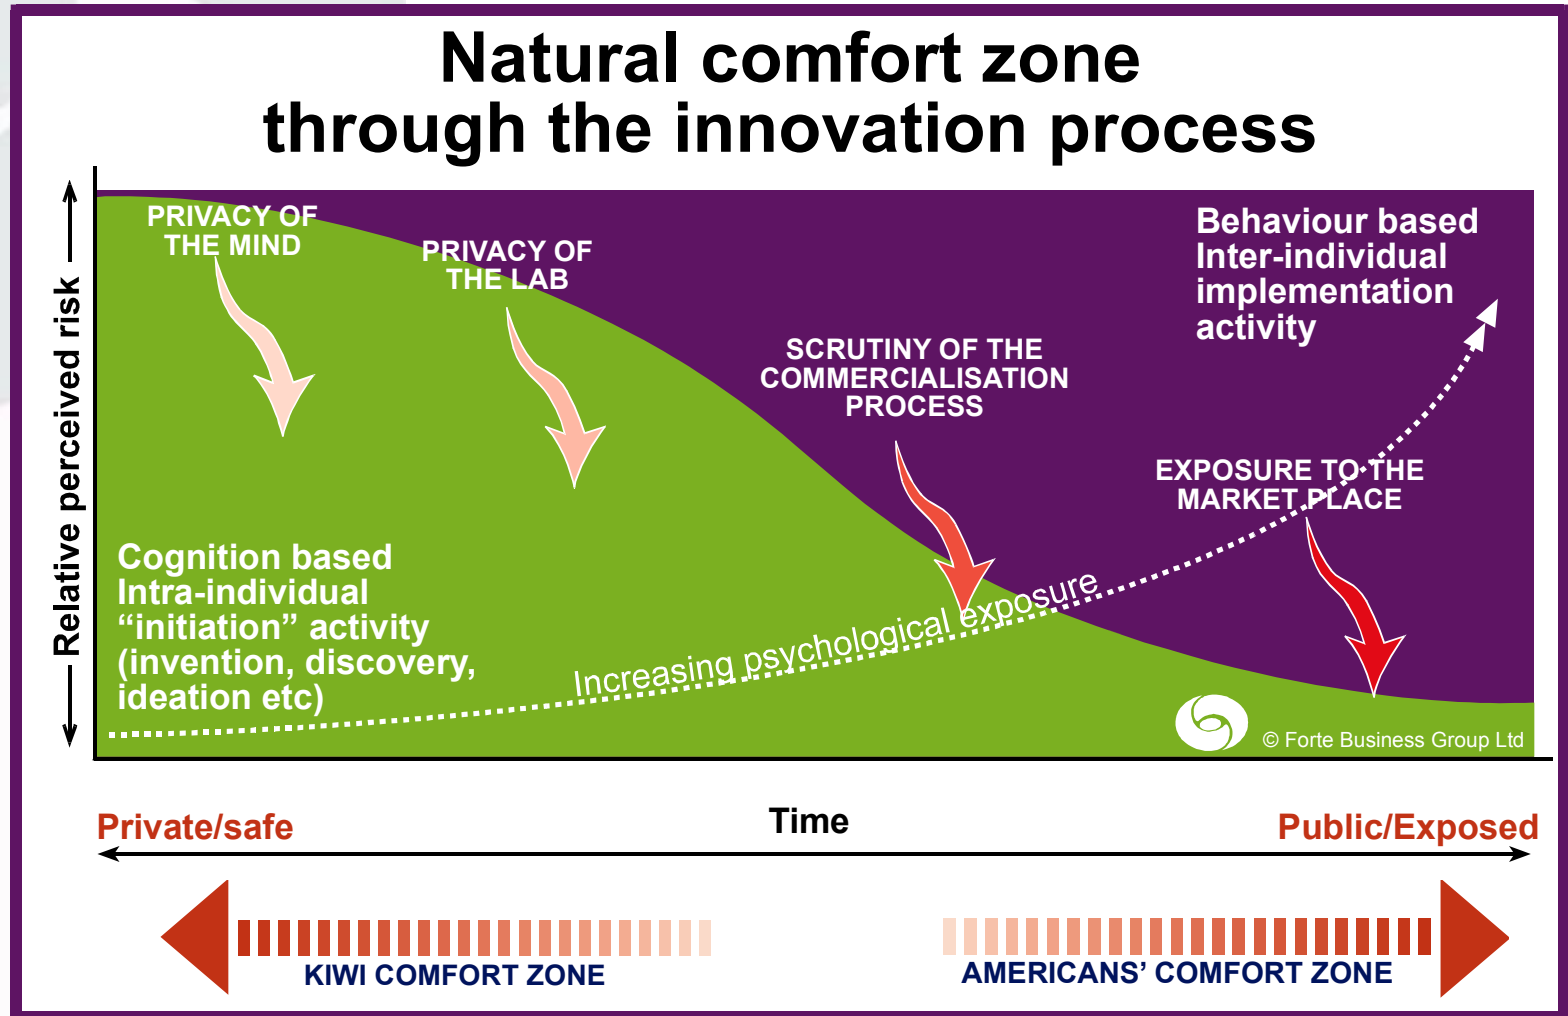 Natural comfort zone
through the innovation process
Relative perceived risk
PRIVACY OF
THE MIND
PRIVACY OF
THE LAB
SCRUTINY OF THE
COMMERCIALISATION
PROCESS
Behaviour based
Inter-individual
implementation
activity
EXPOSURE TO THE
MARKET PLACE
Cognition based
Intra-individual
“initiation” activity
(invention, discovery,
ideation etc)
Increasing psychological exposure
© Forte Business Group Ltd
Private/safe
Time
Public/Exposed
KIWI COMFORT ZONE
AMERICANS’ COMFORT ZONE